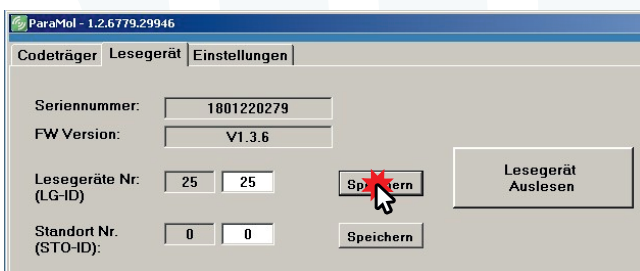 ParaMol - 1.2.6779.29946
Codeträger Lesegerät Einstellungen
Seriennummer: 1801220279
FW Version: V1.3.6
Lesegeräte Nr: 25 25
(LG-ID)
Lesegerät
Auslesen
Standort Nr. 0 0 Speichern
(STO-ID):